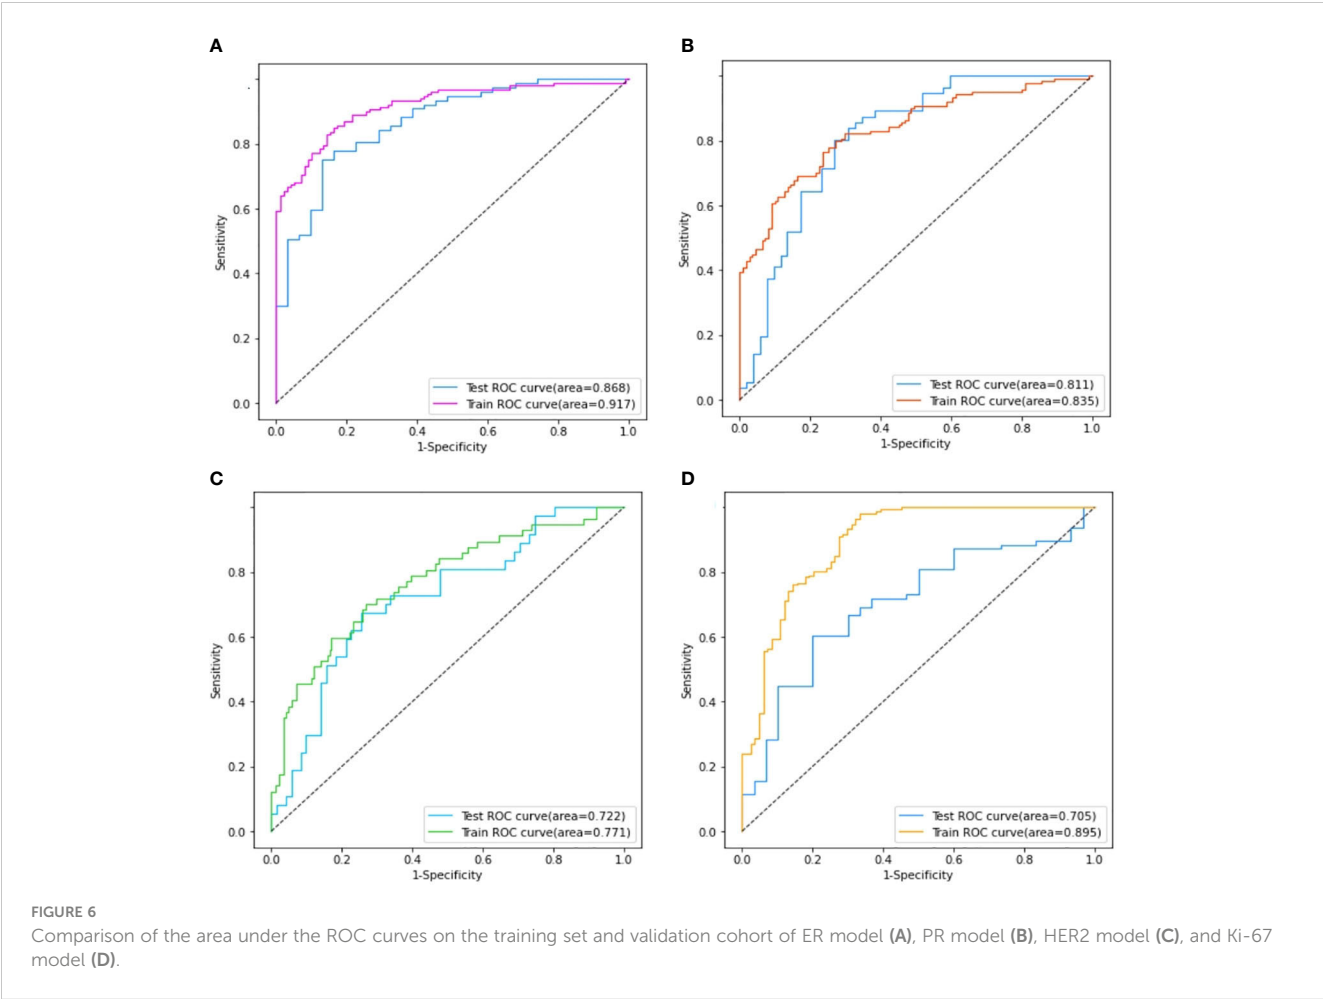 A
0.8
0.6
0.4
0.2
0.0
Sensitivity
Test ROC curve(area=0.868)
Train ROC curve(area=0.917)
0.0 0.2 0.4 0.6 0.8 1.0
1-Specificity
B
0.8
0.6
0.4
0.2
0.0
Sensitivity
Test ROC curve(area=0.811)
Train ROC curve(area=0.835)
0.0 0.2 0.4 0.6 0.8 1.0
1-Specificity
C
0.8
0.6
0.4
0.2
0.0
Sensitivity
Test ROC curve(area=0.722)
Train ROC curve(area=0.771)
0.0 0.2 0.4 0.6 0.8 1.0
1-Specificity
D
0.8
0.6
0.4
0.2
0.0
Sensitivity
Test ROC curve(area=0.705)
Train ROC curve(area=0.895)
0.0 0.2 0.4 0.6 0.8 1.0
1-Specificity
FIGURE 6
Comparison of the area under the ROC curves on the training set and validation cohort of ER model (A), PR model (B), HER2 model (C), and Ki-67
model (D).